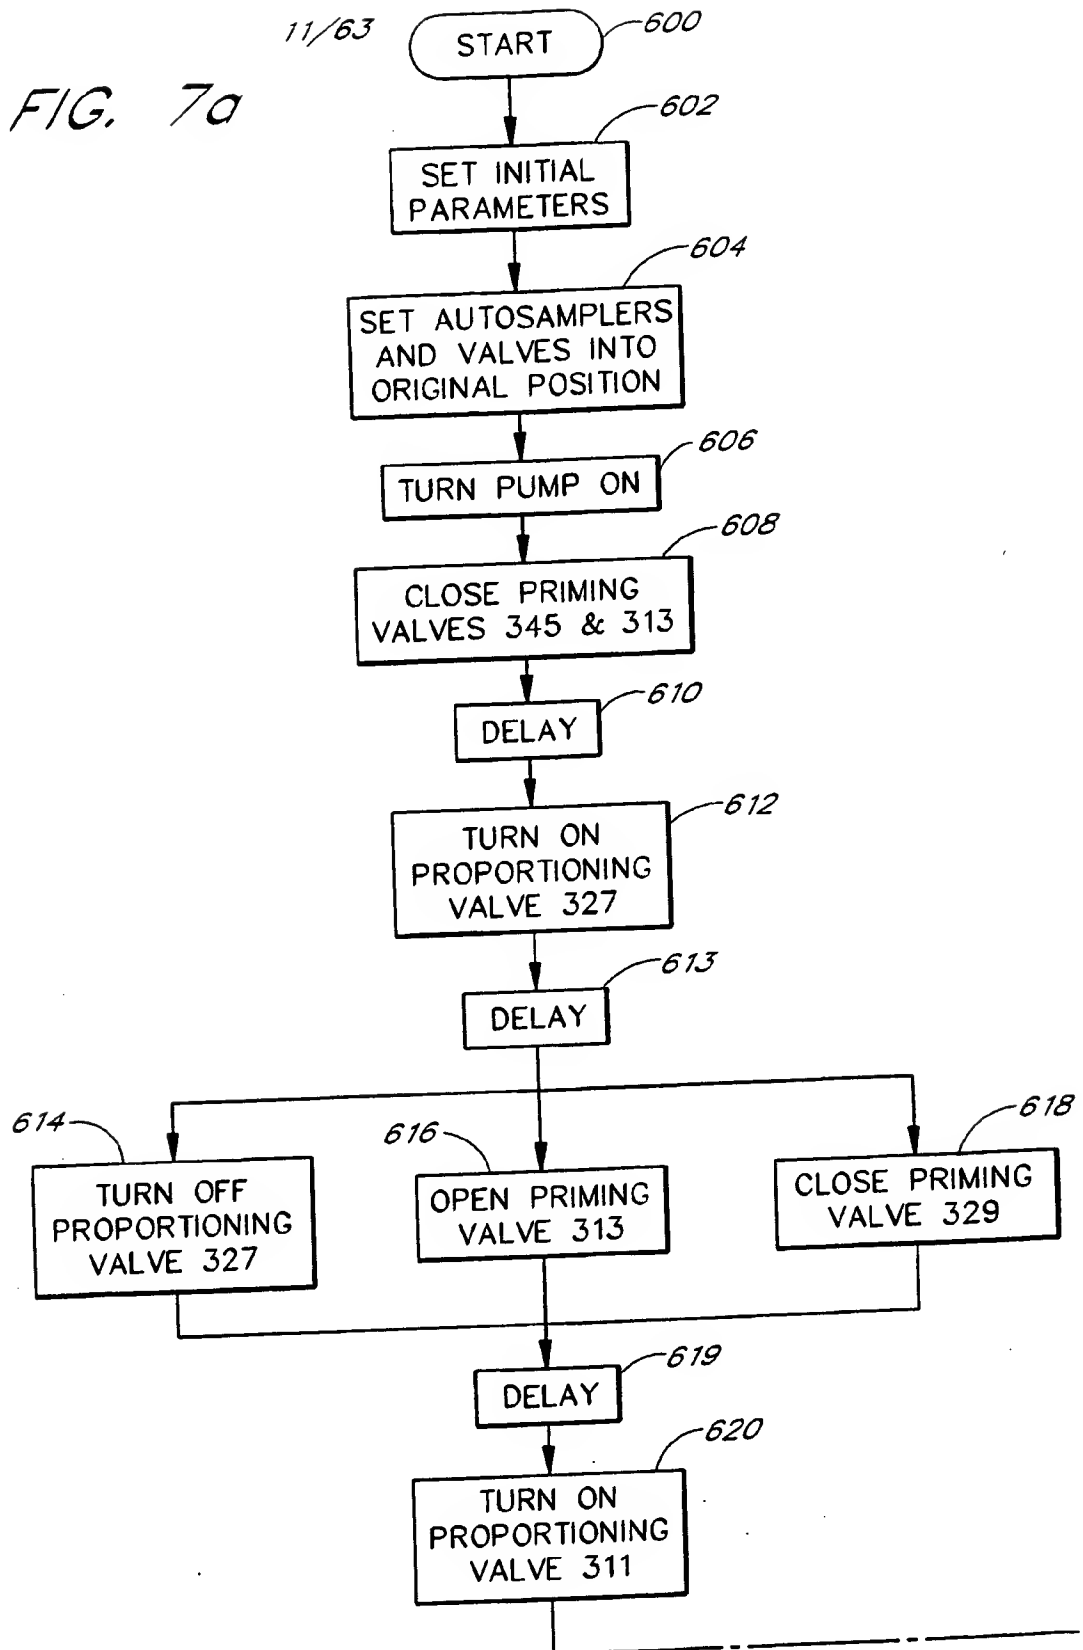 11/63
FIG. 7a
START
600
602
SET INITIAL
PARAMETERS
604
SET AUTOSAMPLERS
AND VALVES INTO
ORIGINAL POSITION
606
TURN PUMP ON
608
CLOSE PRIMING
VALVES 345 & 313
610
DELAY
612
TURN ON
PROPORTIONING
VALVE 327
613
DELAY
614
TURN OFF
PROPORTIONING
VALVE 327
616
OPEN PRIMING
VALVE 313
618
CLOSE PRIMING
VALVE 329
619
DELAY
620
TURN ON
PROPORTIONING
VALVE 311